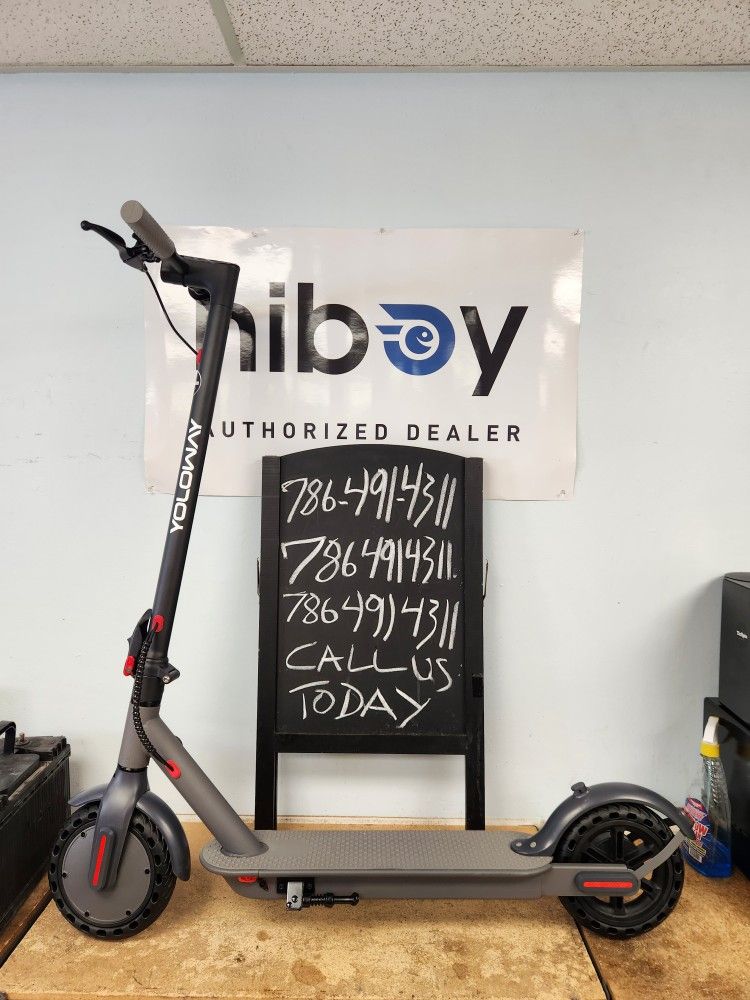 hiboy
AUTHORIZED DEALER
YOLOWAY
786-491-4311
7864914311.
7864914311
CALL US
TODAY